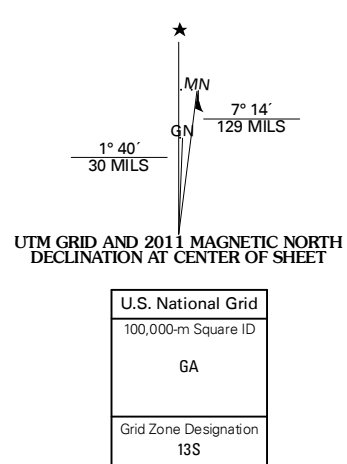 ★
MN
7° 14´
129 MILS
GN
1° 40´
30 MILS
UTM GRID AND 2011 MAGNETIC NORTH
DECLINATION AT CENTER OF SHEET
U.S. National Grid
100,000-m Square ID
GA
Grid Zone Designation
13S